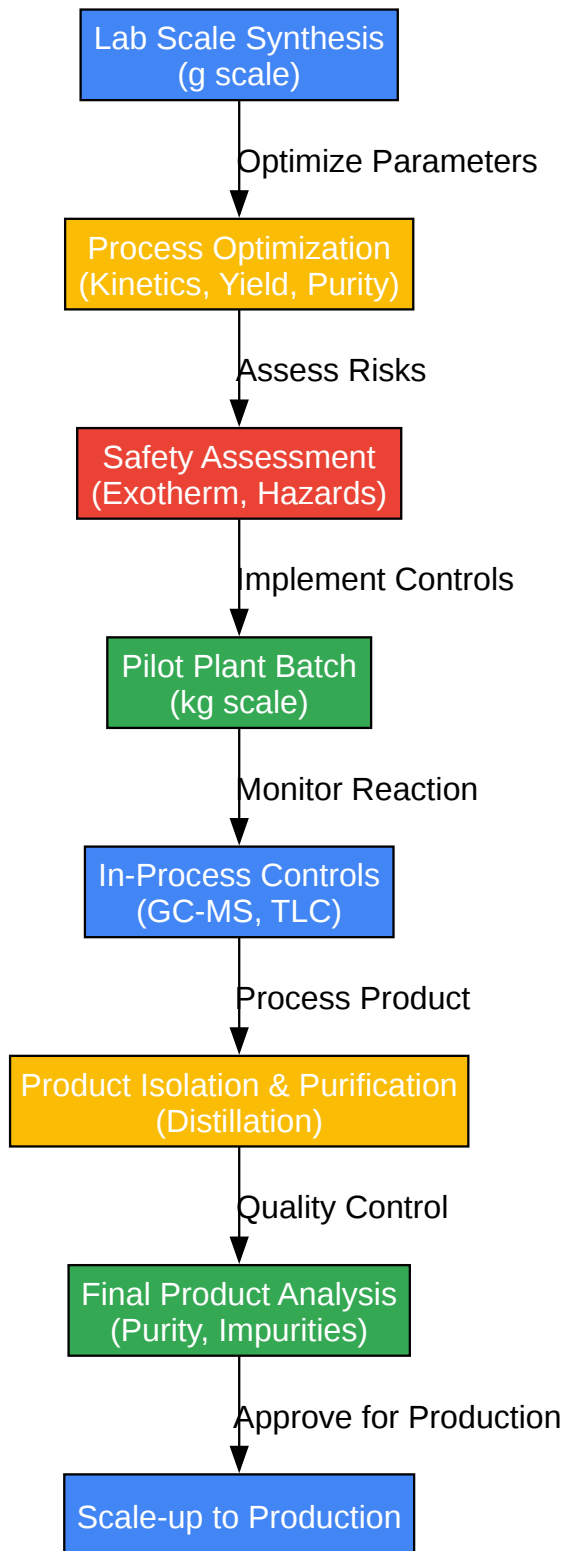 Lab Scale Synthesis
(g scale)
Optimize Parameters
Process Optimization
(Kinetics, Yield, Purity)
Assess Risks
Safety Assessment
(Exotherm, Hazards)
Implement Controls
Pilot Plant Batch
(kg scale)
Monitor Reaction
In-Process Controls
(GC-MS, TLC)
Process Product
Product Isolation & Purification
(Distillation)
Quality Control
Final Product Analysis
(Purity, Impurities)
Approve for Production
Scale-up to Production